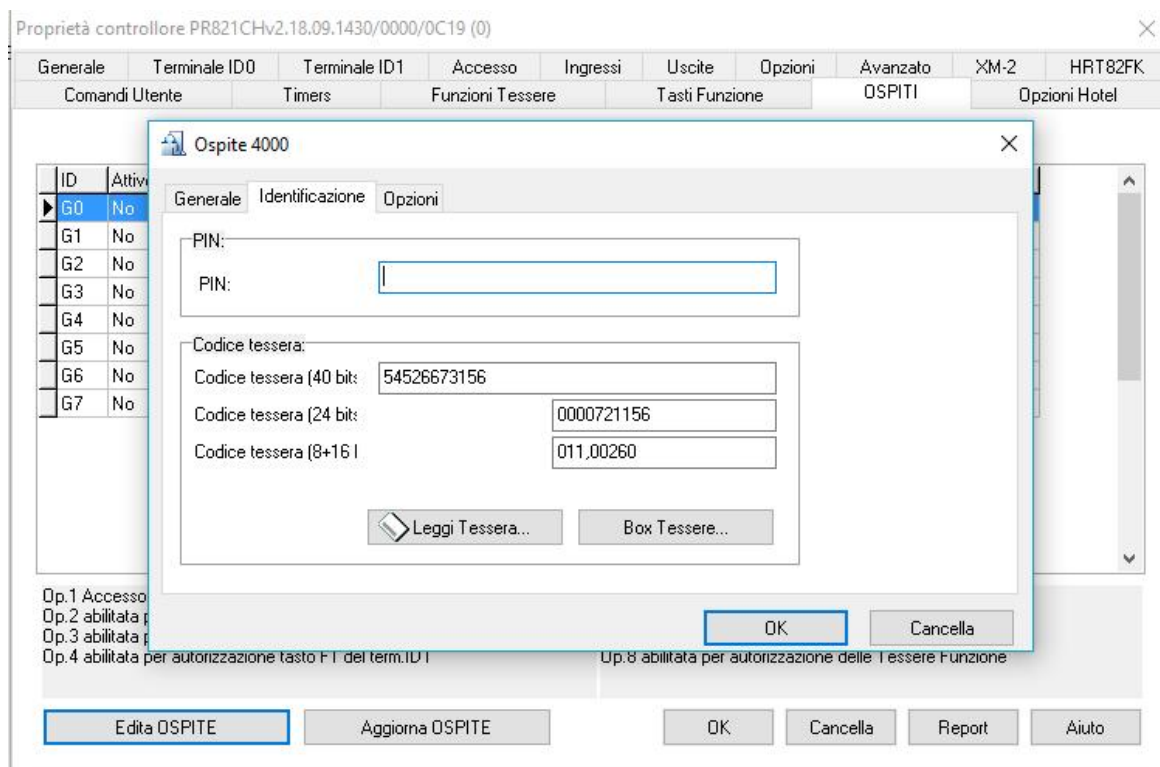 Proprietà controllore PR821CHv2.18.09.1430/0000/0C19 (0)
Generale Terminale ID0 Terminale ID1 Accesso Ingressi Uscite Opzioni Avanzato XM-2 HRT82FK
Comandi Utente Timers Funzioni Tessere Tasti Funzione OSPITI Opzioni Hotel
Ospite 4000
Generale Identificazione Opzioni
ID Attivo
G0 No
G1 No
G2 No
G3 No
G4 No
G5 No
G6 No
G7 No
PIN:
PIN:
Codice tessera:
Codice tessera (40 bits 54526673156
Codice tessera (24 bits 0000721156
Codice tessera (8+16 l 011,00260
Leggi Tessera... Box Tessere...
OK Cancella
Op.1 Accesso
Op.2 abilitata p
Op.3 abilitata p
Op.4 abilitata per autorizzazione tasto F1 del term.ID1 Op.8 abilitata per autorizzazione delle Tessere Funzione
Edita OSPITE Aggiorna OSPITE OK Cancella Report Aiuto